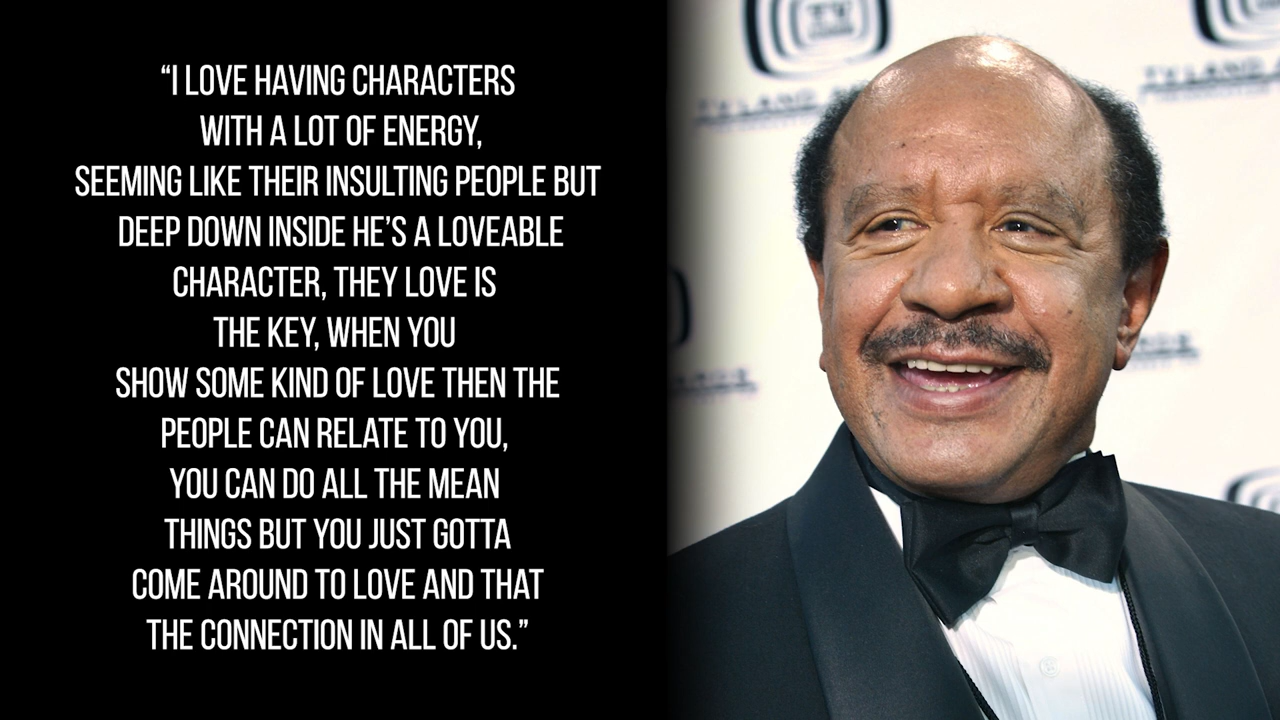 “I LOVE HAVING CHARACTERS
WITH A LOT OF ENERGY,
SEEMING LIKE THEIR INSULTING PEOPLE BUT
DEEP DOWN INSIDE HE’S A LOVEABLE
CHARACTER, THEY LOVE IS
THE KEY, WHEN YOU
SHOW SOME KIND OF LOVE THEN THE
PEOPLE CAN RELATE TO YOU,
YOU CAN DO ALL THE MEAN
THINGS BUT YOU JUST GOTTA
COME AROUND TO LOVE AND THAT
THE CONNECTION IN ALL OF US.”
TV LAND